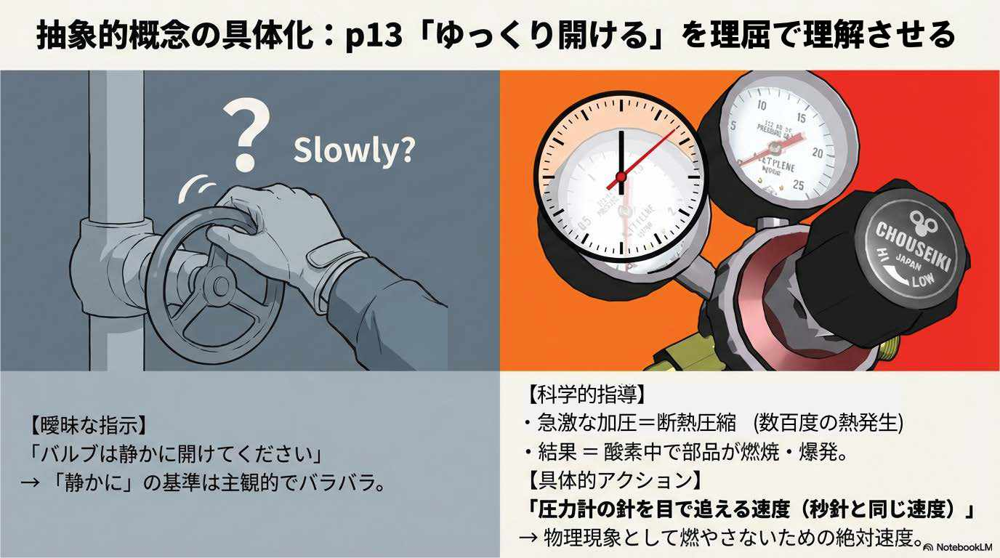 抽象的概念の具体化：p13「ゆっくり開ける」を理屈で理解させる
?
Slowly?
10
15
5
20
0
25
1
0.5
2
CHOUSEIKI
JAPAN
HI
LOW
【曖昧な指示】
「バルブは静かに開けてください」
→ 「静かに」の基準は主観的でバラバラ。
【科学的指導】
・急激な加圧＝断熱圧縮 (数百度の熱発生)
・結果 ＝ 酸素中で部品が燃焼・爆発。
【具体的アクション】
「圧力計の針を目で追える速度（秒針と同じ速度）」
→ 物理現象として燃やさないための絶対速度。
NotebookLM